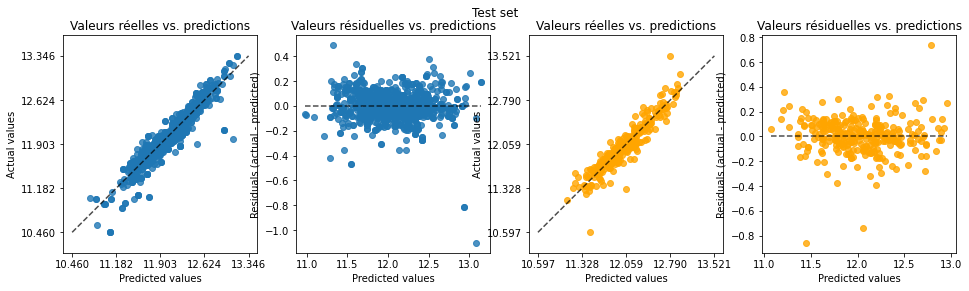 Test set
Valeurs réelles vs. predictions
Actual values
13.346
12.624
11.903
11.182
10.460
10.460 11.182 11.903 12.624 13.346
Predicted values
Valeurs résiduelles vs. predictions
Residuals (actual - predicted)
0.4
0.2
0.0
−0.2
−0.4
−0.6
−0.8
−1.0
11.0 11.5 12.0 12.5 13.0
Predicted values
Valeurs réelles vs. predictions
Actual values
13.521
12.790
12.059
11.328
10.597
10.597 11.328 12.059 12.790 13.521
Predicted values
Valeurs résiduelles vs. predictions
Residuals (actual - predicted)
0.8
0.6
0.4
0.2
0.0
−0.2
−0.4
−0.6
−0.8
11.0 11.5 12.0 12.5 13.0
Predicted values